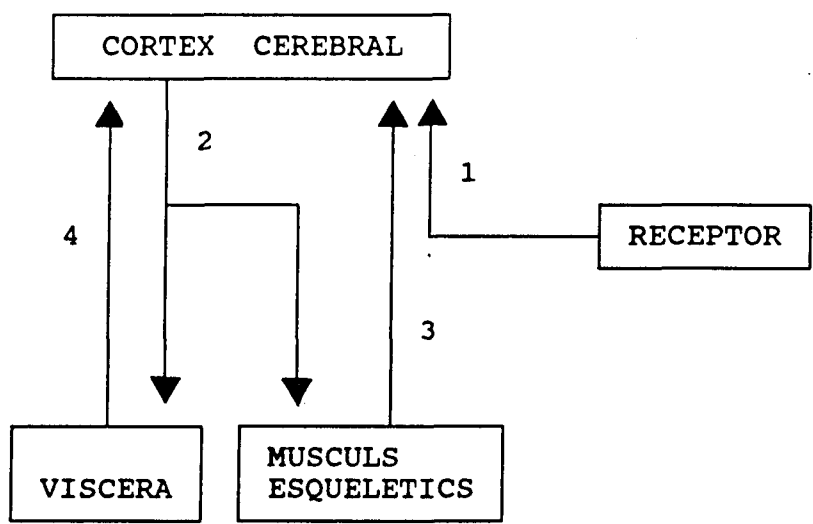 CORTEX CEREBRAL
2
1
4
RECEPTOR
3
MUSCULS
VISCERA
ESQUELETICS